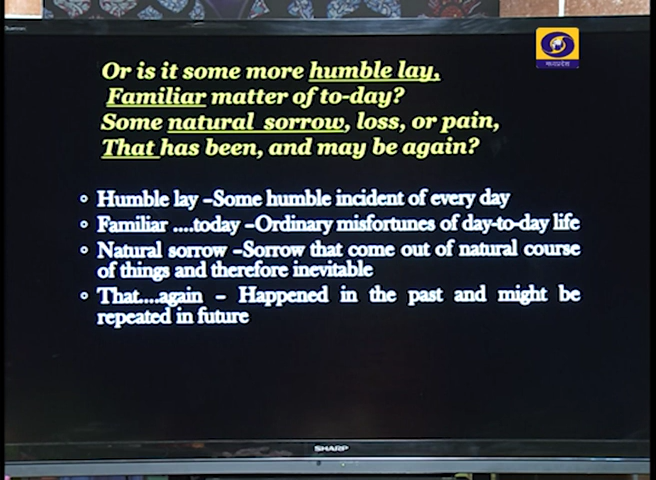 Or is it some more humble lay,
Familiar matter of to-day?
Some natural sorrow, loss, or pain,
That has been, and may be again?
मध्यप्रदेश
◦ Humble lay –Some humble incident of every day
◦ Familiar ....today –Ordinary misfortunes of day-to-day life
◦ Natural sorrow –Sorrow that come out of natural course
of things and therefore inevitable
◦ That....again – Happened in the past and might be
repeated in future
SHARP